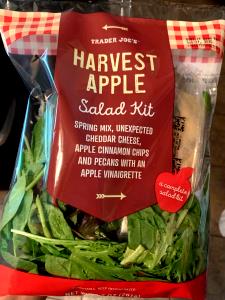 TRADER JOE'S
HARVEST
APPLE
Salad Kit
SPRING MIX, UNEXPECTED
CHEDDAR CHEESE,
APPLE CINNAMON CHIPS
AND PECANS WITH AN
APPLE VINAIGRETTE
a complete
salad kit